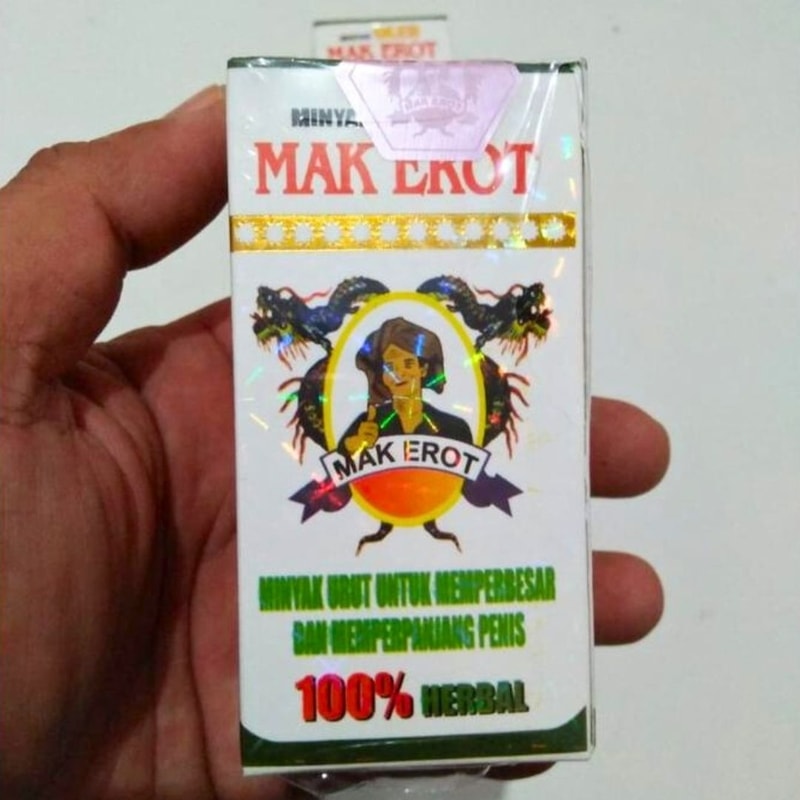 MAK EROT
MAK EROT
MAK EROT
MINYAK URUT UNTUK MEMPERBESAR
DAN MEMPERPANJANG PENIS
100% HERBAL